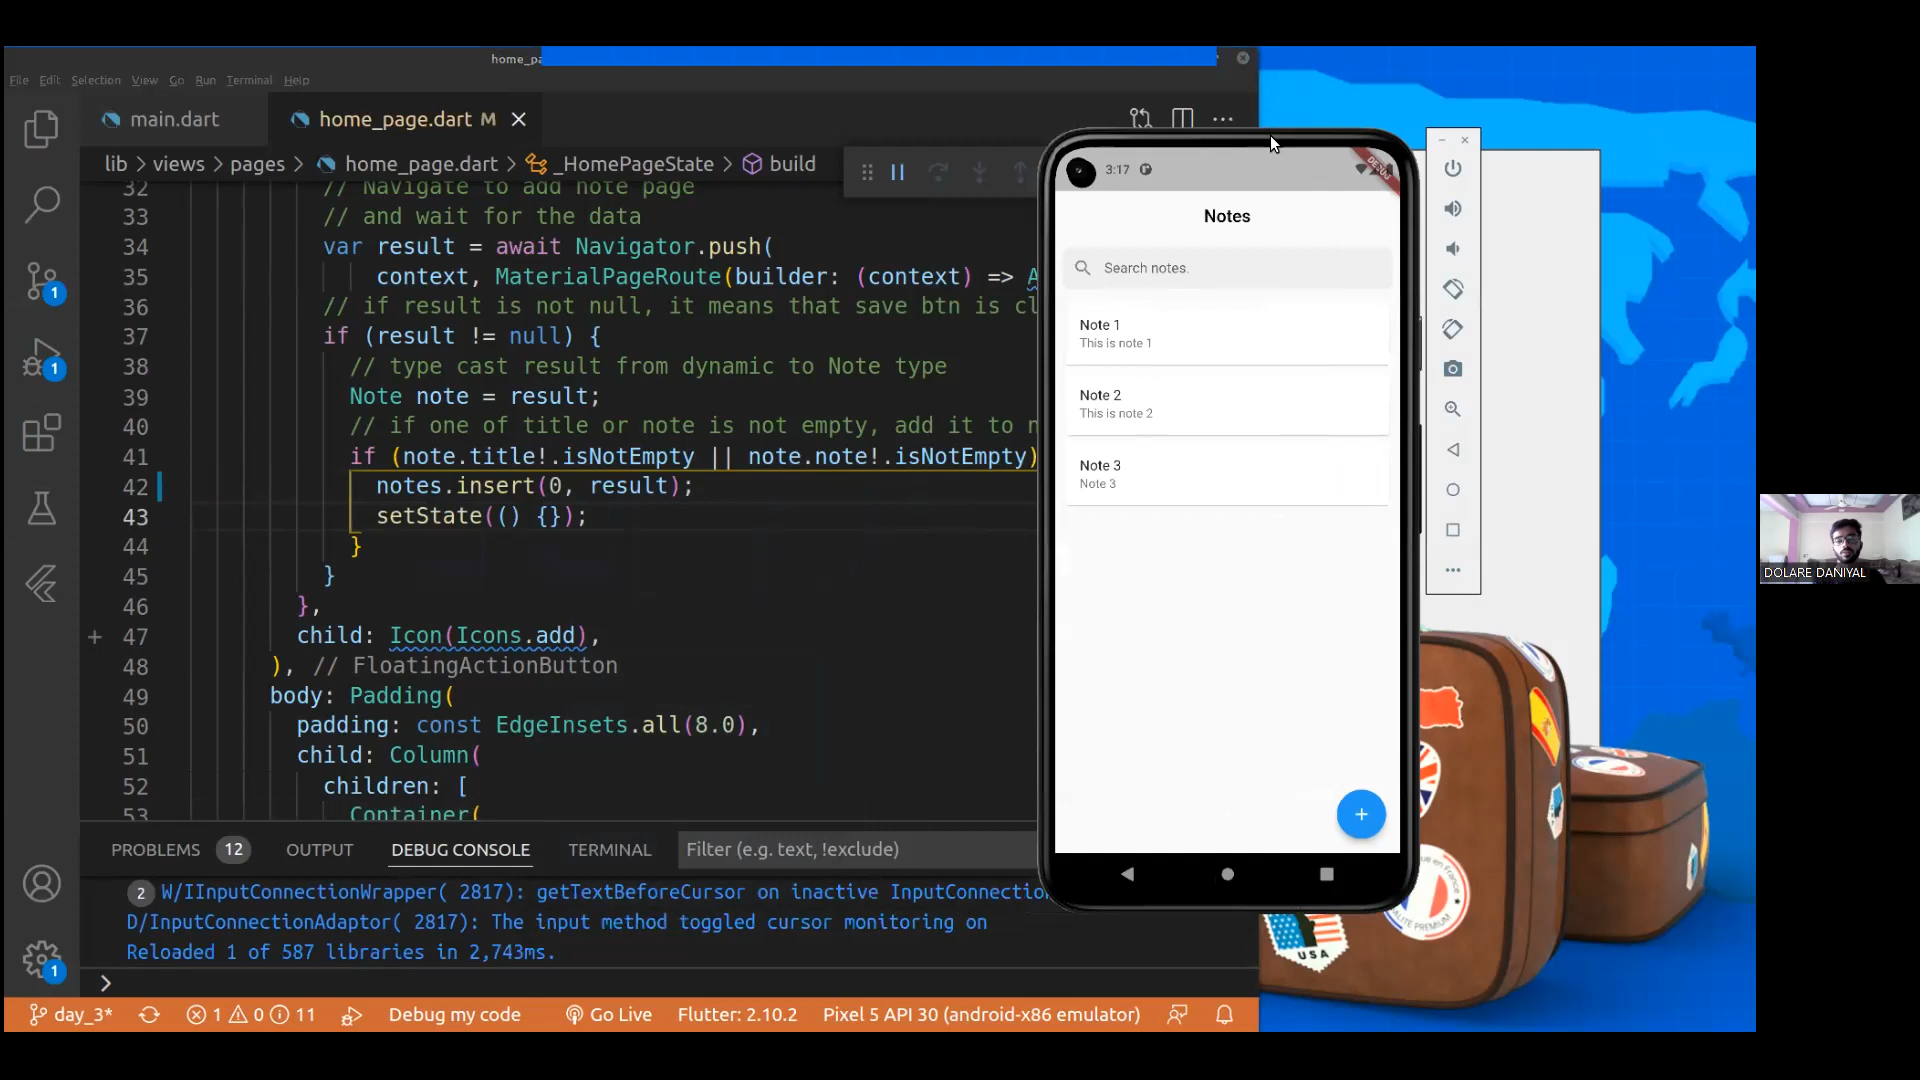 home_pa
File Edit Selection View Go Run Terminal Help
main.dart
home_page.dart M
lib > views > pages > home_page.dart > _HomePageState > build
32 // Navigate to add note page
33 // and wait for the data
34 var result = await Navigator.push(
35 context, MaterialPageRoute(builder: (context) => A
36 // if result is not null, it means that save btn is cl
37 if (result != null) {
38 // type cast result from dynamic to Note type
39 Note note = result;
40 // if one of title or note is not empty, add it to n
41 if (note.title!.isNotEmpty || note.note!.isNotEmpty)
42 notes.insert(0, result);
43 setState(() {});
44 }
45 }
46 },
47 child: Icon(Icons.add),
48 ), // FloatingActionButton
49 body: Padding(
50 padding: const EdgeInsets.all(8.0),
51 child: Column(
52 children: [
53 Container(
PROBLEMS 12 OUTPUT DEBUG CONSOLE TERMINAL Filter (e.g. text, !exclude)
2 W/IInputConnectionWrapper( 2817): getTextBeforeCursor on inactive InputConnectio
D/InputConnectionAdaptor( 2817): The input method toggled cursor monitoring on
Reloaded 1 of 587 libraries in 2,743ms.
>
day_3* 1 0 11 Debug my code Go Live Flutter: 2.10.2 Pixel 5 API 30 (android-x86 emulator)
1
1
1
3:17
DEBUG
Notes
Search notes.
Note 1
This is note 1
Note 2
This is note 2
Note 3
Note 3
USA
DOLARE DANIYAL